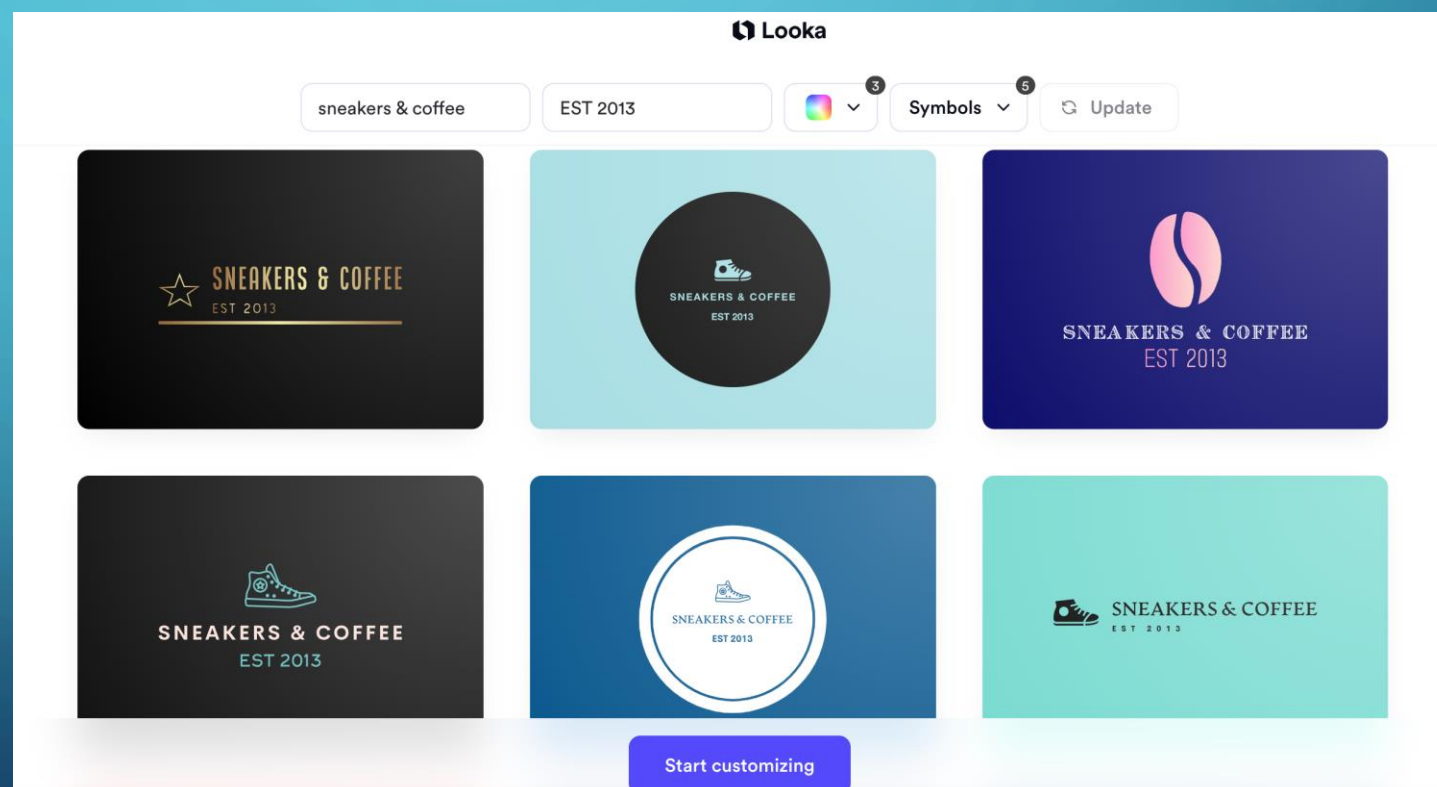 Looka
sneakers & coffee
EST 2013
3
Symbols
5
Update
SNEAKERS & COFFEE
EST 2013
SNEAKERS & COFFEE
EST 2013
SNEAKERS & COFFEE
EST 2013
SNEAKERS & COFFEE
EST 2013
SNEAKERS & COFFEE
EST 2013
SNEAKERS & COFFEE
EST 2013
Start customizing